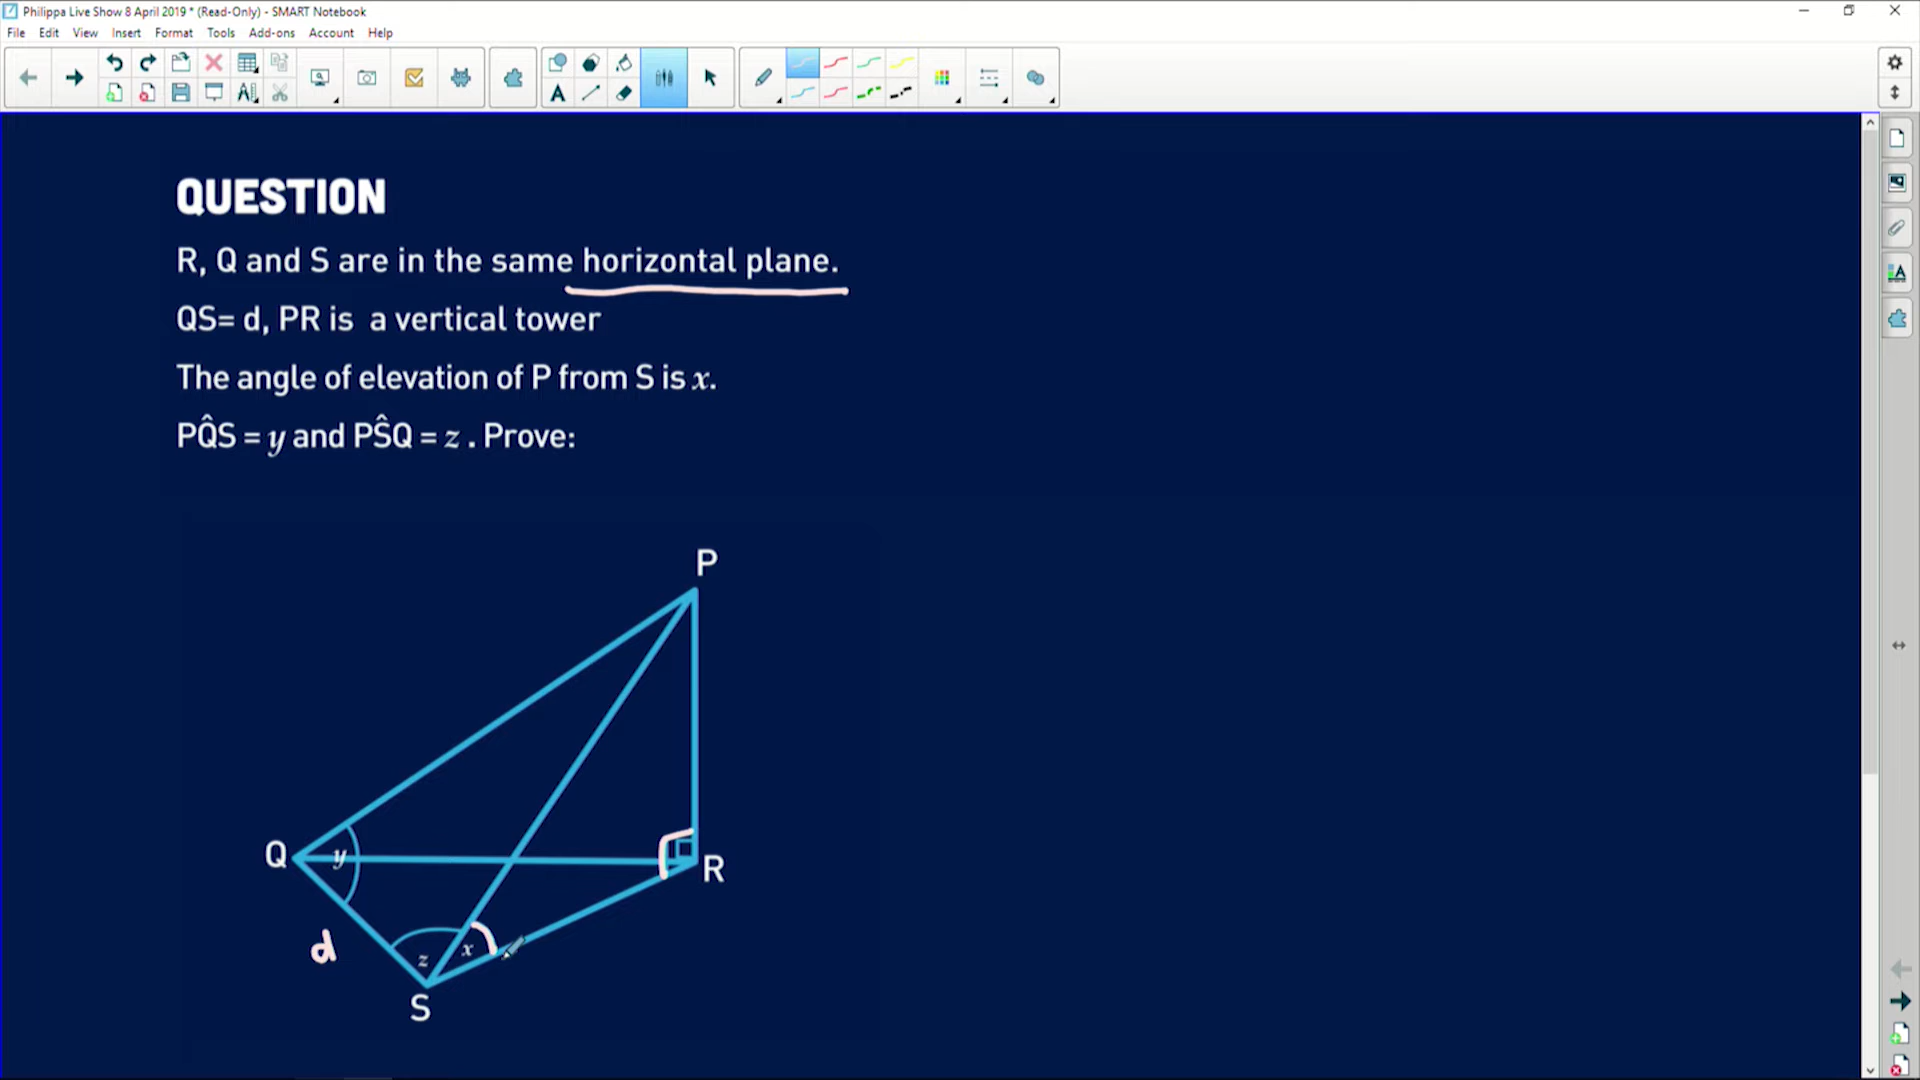 Philippa Live Show 8 April 2019 * (Read-Only) - SMART Notebook
File Edit View Insert Format Tools Add-ons Account Help
QUESTION
R, Q and S are in the same horizontal plane.
QS= d, PR is a vertical tower
The angle of elevation of P from S is x.
PQ̂S = y and PŜQ = z . Prove:
P
Q
y
R
d
z
x
S